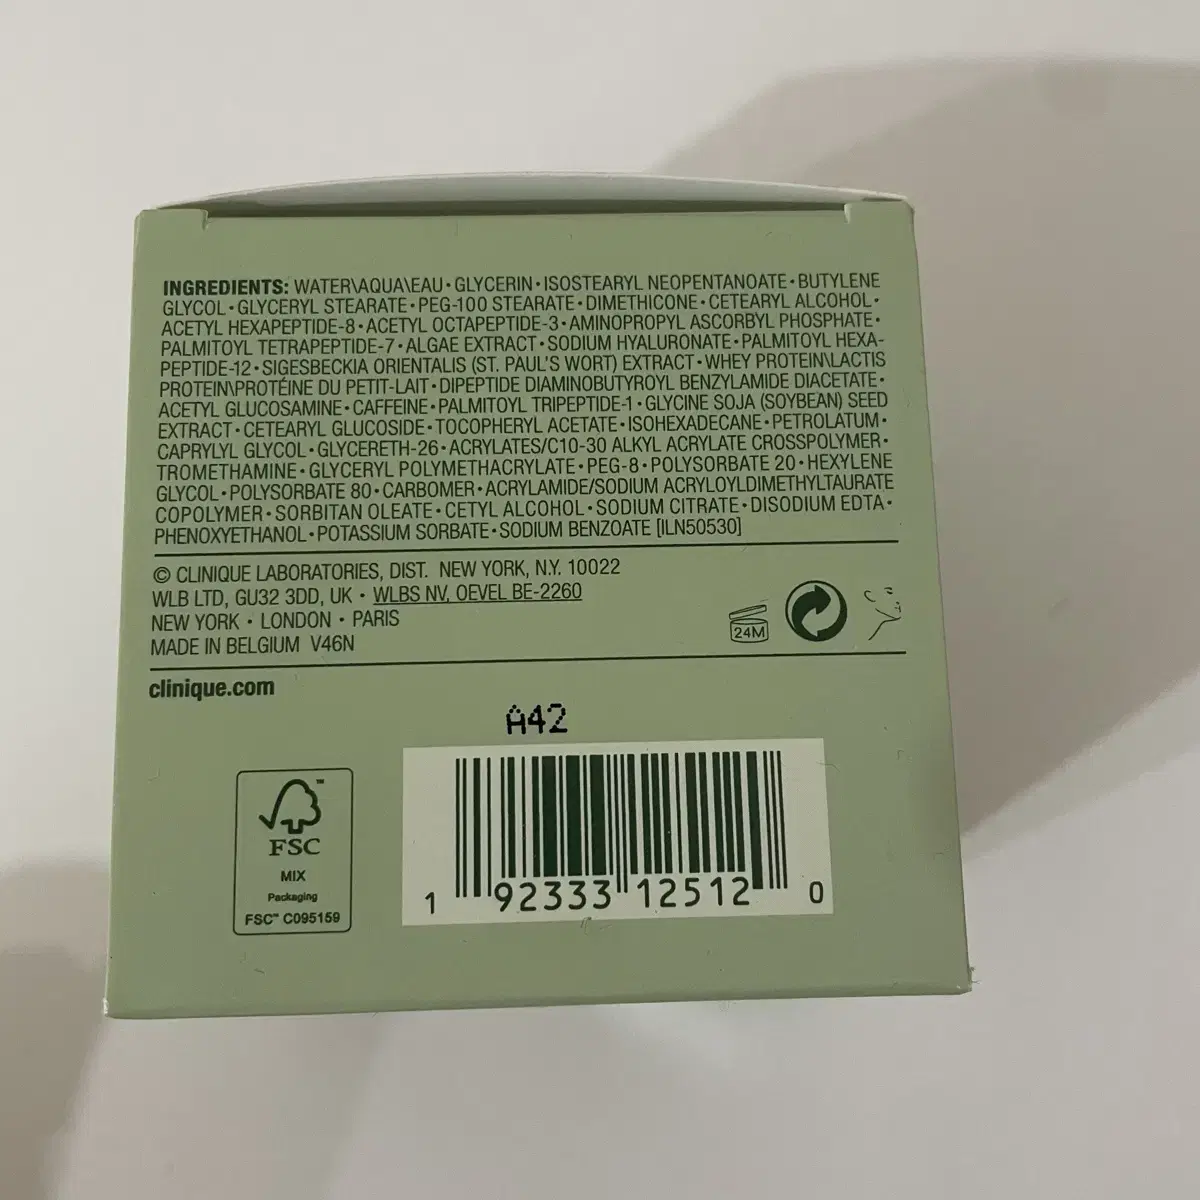 INGREDIENTS: WATER\AQUA\EAU • GLYCERIN • ISOSTEARYL NEOPENTANOATE • BUTYLENE
GLYCOL • GLYCERYL STEARATE • PEG-100 STEARATE • DIMETHICONE • CETEARYL ALCOHOL •
ACETYL HEXAPEPTIDE-8 • ACETYL OCTAPEPTIDE-3 • AMINOPROPYL ASCORBYL PHOSPHATE •
PALMITOYL TETRAPEPTIDE-7 • ALGAE EXTRACT • SODIUM HYALURONATE • PALMITOYL HEXA-
PEPTIDE-12 • SIGESBECKIA ORIENTALIS (ST. PAUL'S WORT) EXTRACT • WHEY PROTEIN\LACTIS
PROTEIN\PROTÉINE DU PETIT-LAIT • DIPEPTIDE DIAMINOBUTYROYL BENZYLAMIDE DIACETATE •
ACETYL GLUCOSAMINE • CAFFEINE • PALMITOYL TRIPEPTIDE-1 • GLYCINE SOJA (SOYBEAN) SEED
EXTRACT • CETEARYL GLUCOSIDE • TOCOPHERYL ACETATE • ISOHEXADECANE • PETROLATUM •
CAPRYLYL GLYCOL • GLYCERETH-26 • ACRYLATES/C10-30 ALKYL ACRYLATE CROSSPOLYMER •
TROMETHAMINE • GLYCERYL POLYMETHACRYLATE • PEG-8 • POLYSORBATE 20 • HEXYLENE
GLYCOL • POLYSORBATE 80 • CARBOMER • ACRYLAMIDE/SODIUM ACRYLOYLDIMETHYLTAURATE
COPOLYMER • SORBITAN OLEATE • CETYL ALCOHOL • SODIUM CITRATE • DISODIUM EDTA •
PHENOXYETHANOL • POTASSIUM SORBATE • SODIUM BENZOATE [ILN50530]
© CLINIQUE LABORATORIES, DIST. NEW YORK, N.Y. 10022
WLB LTD, GU32 3DD, UK • WLBS NV, OEVEL BE-2260
NEW YORK • LONDON • PARIS
MADE IN BELGIUM V46N
24M
clinique.com
A42
FSC™
MIX
Packaging
FSC™ C095159
1 92333 12512 0